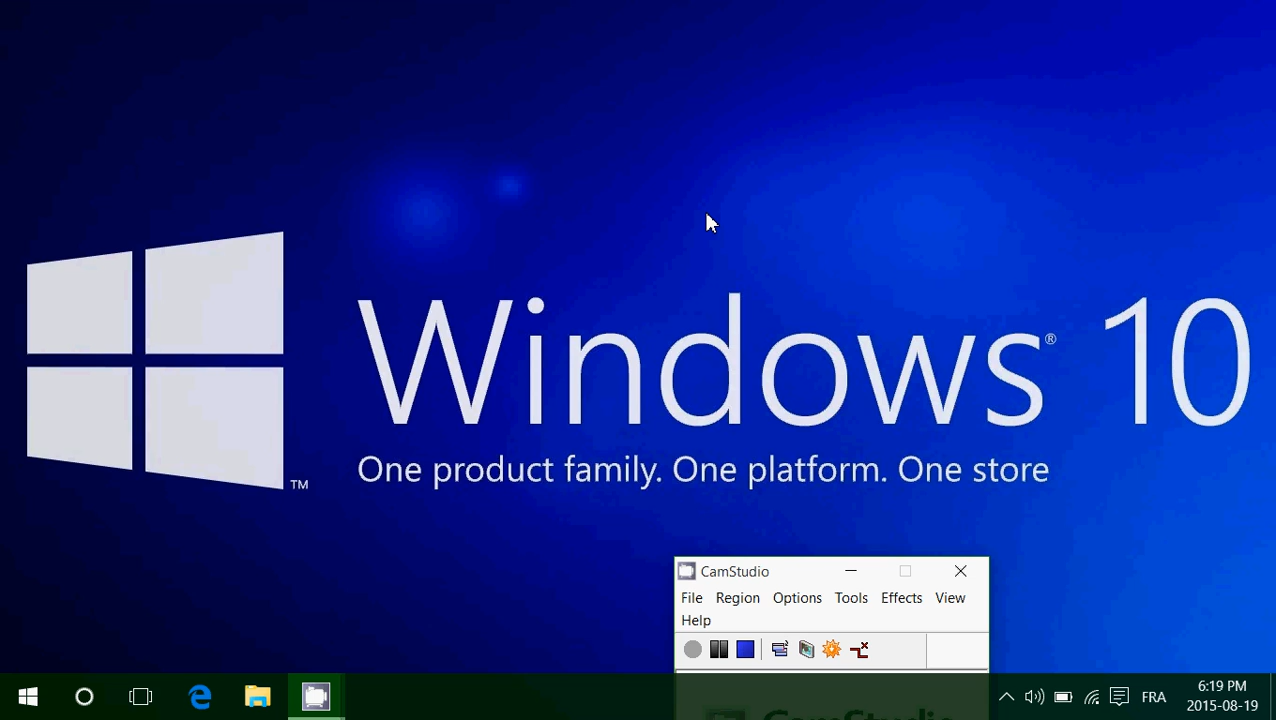 Windows® 10
TM
One product family. One platform. One store
CamStudio
File Region Options Tools Effects View
Help
CamStudio
FRA
6:19 PM
2015-08-19